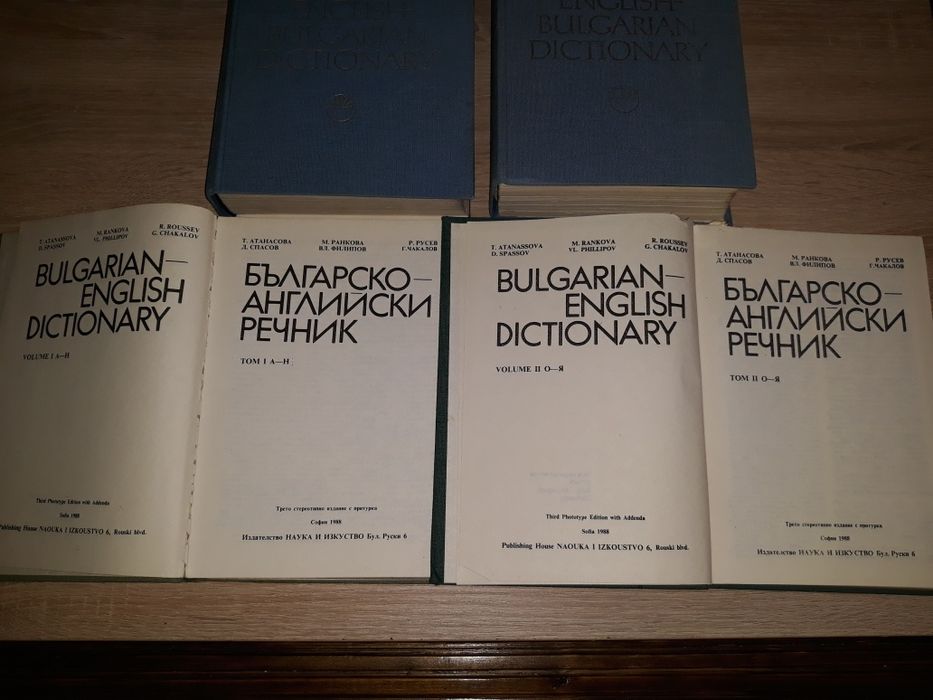 ENGLISH-
BULGARIAN
DICTIONARY
ENGLISH-
BULGARIAN
DICTIONARY
T. ATANASSOVA M. RANKOVA R. ROUSSEV
D. SPASSOV VL. PHILLIPOV G. CHAKALOV
BULGARIAN—
ENGLISH
DICTIONARY
VOLUME I A—H
Third Phototype Edition with Addenda
Sofia 1988
Publishing House NAOUKA I IZKOUSTVO 6, Rouski blvd.
Т. АТАНАСОВА М. РАНКОВА Р. РУСЕВ
Д. СПАСОВ ВЛ. ФИЛИПОВ Г. ЧАКАЛОВ
БЪЛГАРСКО—
АНГЛИЙСКИ
РЕЧНИК
ТОМ I А—Н
Трето стереотипно издание с притурка
София 1988
Издателство НАУКА И ИЗКУСТВО Бул. Руски 6
T. ATANASSOVA M. RANKOVA R. ROUSSEV
D. SPASSOV VL. PHILLIPOV G. CHAKALOV
BULGARIAN—
ENGLISH
DICTIONARY
VOLUME II О—Я
Third Phototype Edition with Addenda
Sofia 1988
Publishing House NAOUKA I IZKOUSTVO 6, Rouski blvd.
Т. АТАНАСОВА М. РАНКОВА Р. РУСЕВ
Д. СПАСОВ ВЛ. ФИЛИПОВ Г. ЧАКАЛОВ
БЪЛГАРСКО—
АНГЛИЙСКИ
РЕЧНИК
ТОМ II О—Я
Трето стереотипно издание с притурка
София 1988
Издателство НАУКА И ИЗКУСТВО Бул. Руски 6